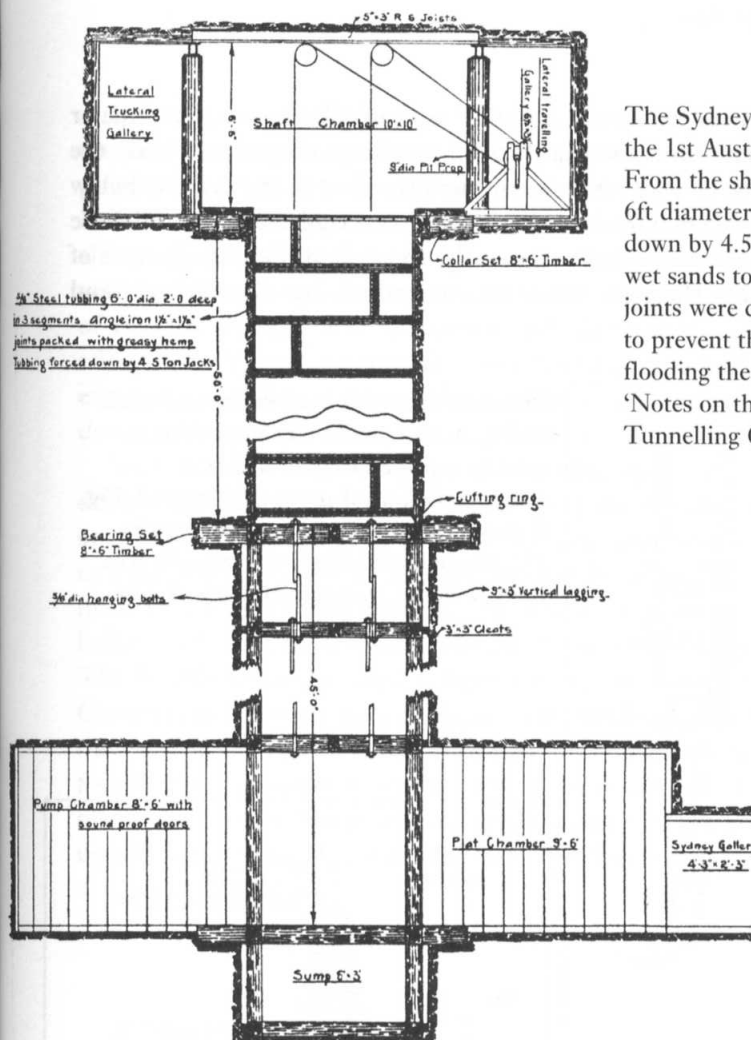 5"×3" R S Joists
Lateral
Trucking
Gallery
6'-6"
Shaft Chamber 10'×10'
Lateral travelling
Gallery
9"dia Pit Prop
Collar Set 8"×6" Timber
Steel tubbing 6'-0" dia. 2'-0 deep
in 3 segments Angle iron 1½"×1½"
joints packed with greasy hemp
Tubbing forced down by 4.5 Ton Jacks
50'-0"
Cutting ring
Bearing Set
8"×6" Timber
dia hanging bolts
9"×3" Vertical lagging
3"×3" Cleats
45'-0"
Pump Chamber 8'×6' with
sound proof doors
Plat Chamber 9'×6'
Sydney Galler
4'-3"×2'-3"
Sump 6'×3'
The Sydney
the 1st Aust
From the sh
6ft diameter
down by 4.5
wet sands to
joints were c
to prevent th
flooding the
‘Notes on th
Tunnelling